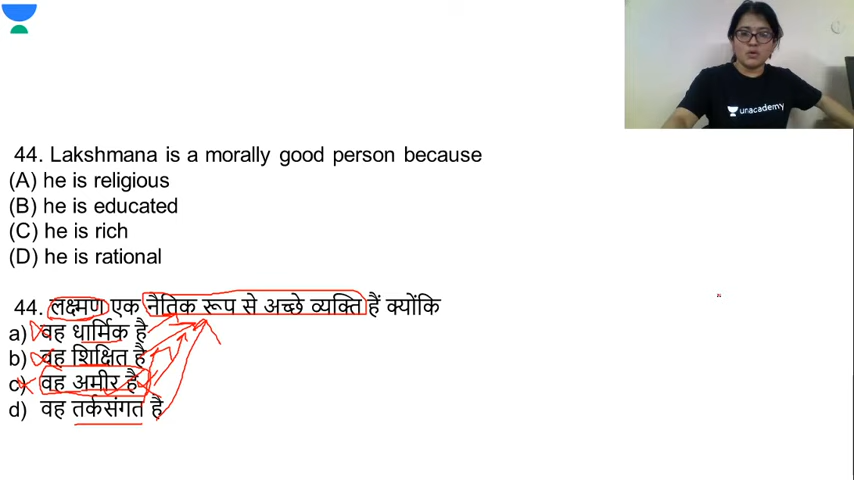 unacademy
44. Lakshmana is a morally good person because
(A) he is religious
(B) he is educated
(C) he is rich
(D) he is rational
44. लक्ष्मण एक नैतिक रूप से अच्छे व्यक्ति हैं क्योंकि
a) वह धार्मिक है
b) वह शिक्षित है
c) वह अमीर है
d) वह तर्कसंगत है